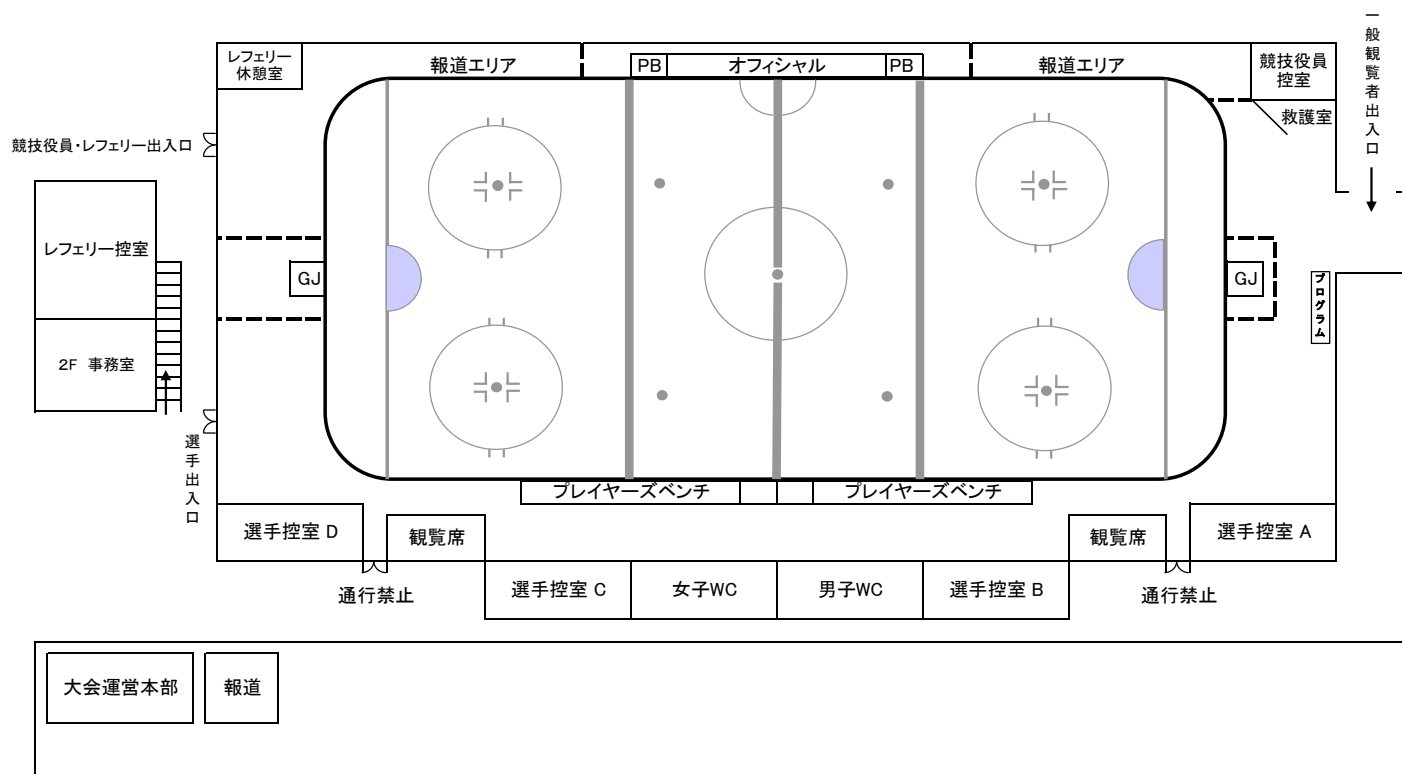 一般観覧者出入口
レフェリー
休憩室
報道エリア
PB
オフィシャル
PB
報道エリア
競技役員
控室
救護室
競技役員・レフェリー出入口
レフェリー控室
GJ
GJ
プログラム
2F 事務室
選手出入口
プレイヤーズベンチ
プレイヤーズベンチ
選手控室 D
観覧席
観覧席
選手控室 A
通行禁止
選手控室 C
女子WC
男子WC
選手控室 B
通行禁止
大会運営本部
報道